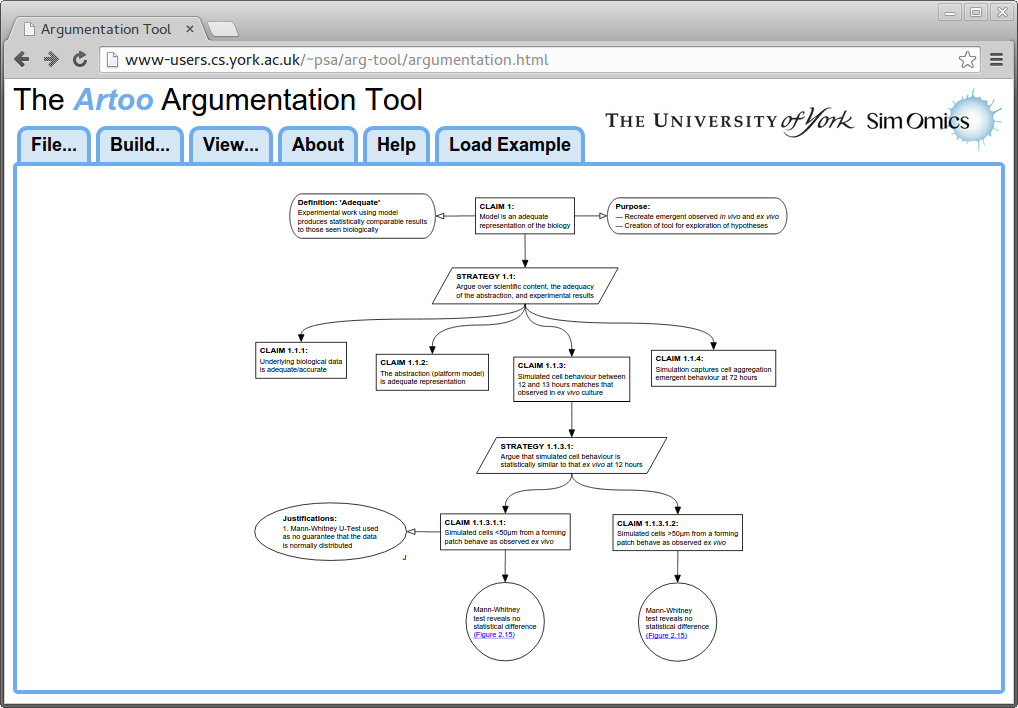 Argumentation Tool
www-users.cs.york.ac.uk/~psa/arg-tool/argumentation.html
The Artoo Argumentation Tool
THE UNIVERSITY of York
SimOmics
File...
Build...
View...
About
Help
Load Example
Definition: 'Adequate'
Experimental work using model
produces statistically comparable results
to those seen biologically
CLAIM 1:
Model is an adequate
representation of the biology
Purpose:
— Recreate emergent observed in vivo and ex vivo
— Creation of tool for exploration of hypotheses
STRATEGY 1.1:
Argue over scientific content, the adequacy
of the abstraction, and experimental results
CLAIM 1.1.1:
Underlying biological data
is adequate/accurate
CLAIM 1.1.2:
The abstraction (platform model)
is adequate representation
CLAIM 1.1.3:
Simulated cell behaviour between
12 and 13 hours matches that
observed in ex vivo culture
CLAIM 1.1.4:
Simulation captures cell aggregation
emergent behaviour at 72 hours
STRATEGY 1.1.3.1:
Argue that simulated cell behaviour is
statistically similar to that ex vivo at 12 hours
Justifications:
1. Mann-Whitney U-Test used
as no guarantee that the data
is normally distributed
J
CLAIM 1.1.3.1.1:
Simulated cells <50μm from a forming
patch behave as observed ex vivo
CLAIM 1.1.3.1.2:
Simulated cells >50μm from a forming
patch behave as observed ex vivo
Mann-Whitney
test reveals no
statistical difference
(Figure 2.15)
Mann-Whitney
test reveals no
statistical difference
(Figure 2.15)